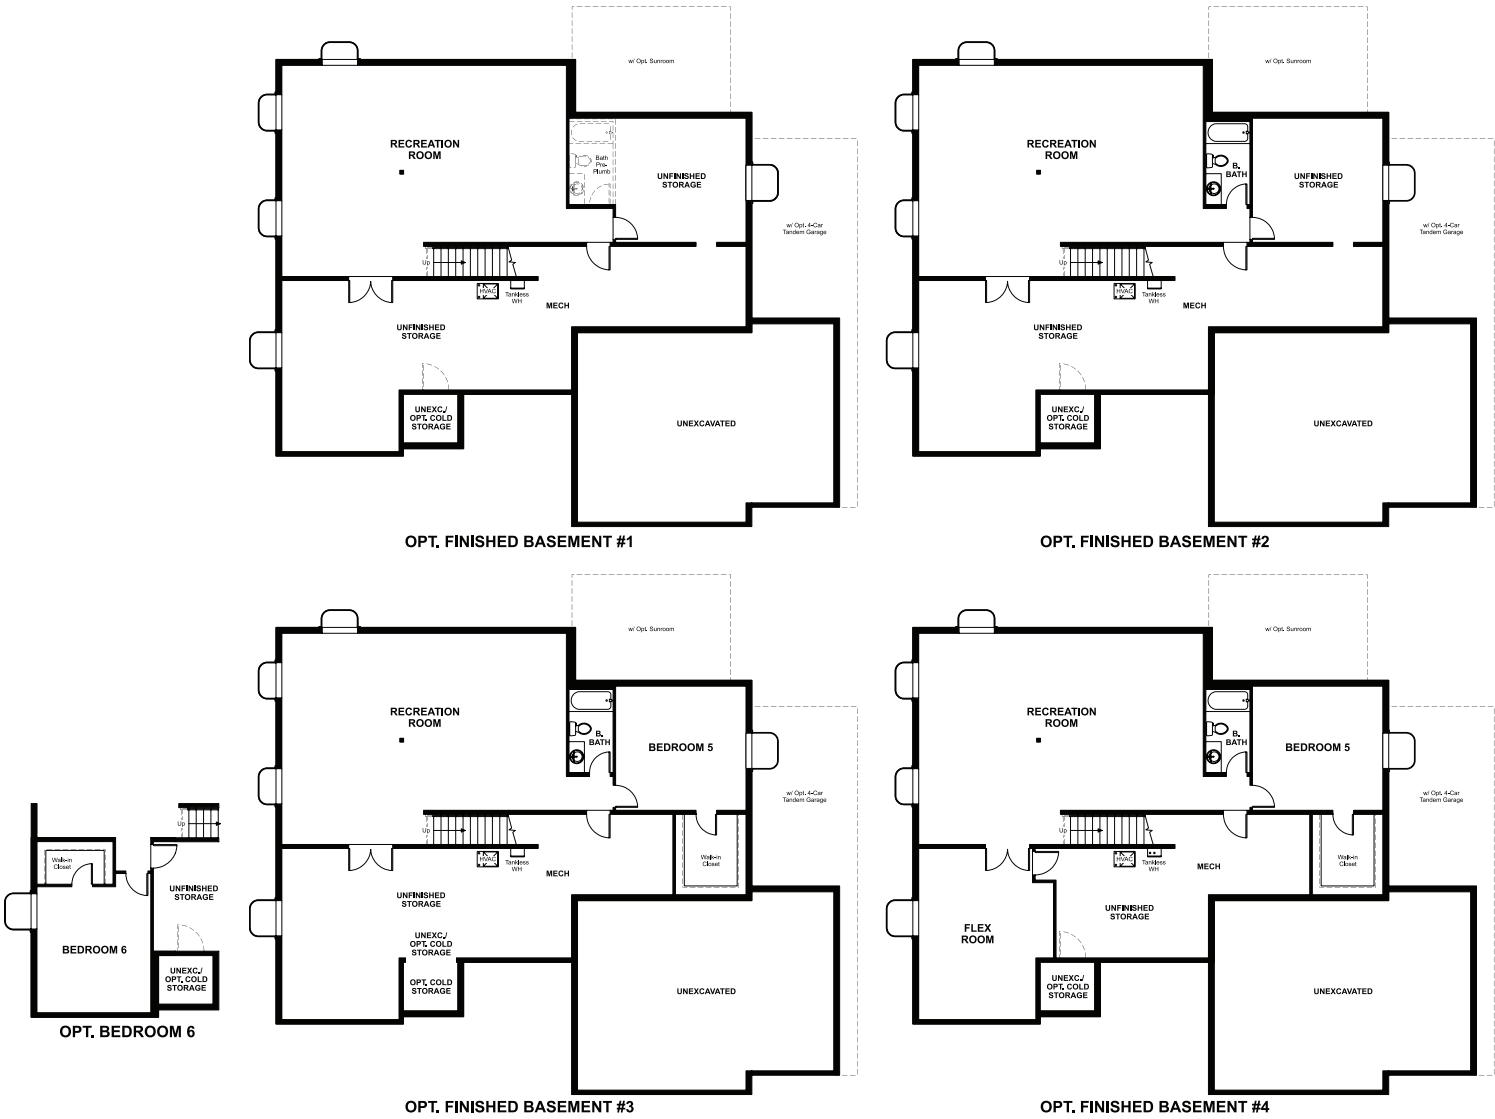 w/ Opt. Sunroom
RECREATION
ROOM
Bath
Pre-
Plumb
UNFINISHED
STORAGE
w/ Opt. 4-Car
Tandem Garage
Up
HVAC
Tankless
WH
MECH
UNFINISHED
STORAGE
UNEXC./
OPT. COLD
STORAGE
UNEXCAVATED
OPT. FINISHED BASEMENT #1
w/ Opt. Sunroom
RECREATION
ROOM
B.
BATH
UNFINISHED
STORAGE
w/ Opt. 4-Car
Tandem Garage
Up
HVAC
Tankless
WH
MECH
UNFINISHED
STORAGE
UNEXC./
OPT. COLD
STORAGE
UNEXCAVATED
OPT. FINISHED BASEMENT #2
Up
Walk-in
Closet
UNFINISHED
STORAGE
BEDROOM 6
UNEXC./
OPT. COLD
STORAGE
OPT. BEDROOM 6
w/ Opt. Sunroom
RECREATION
ROOM
B.
BATH
BEDROOM 5
w/ Opt. 4-Car
Tandem Garage
Up
HVAC
Tankless
WH
MECH
Walk-in
Closet
UNFINISHED
STORAGE
UNEXC./
OPT. COLD
STORAGE
OPT. COLD
STORAGE
UNEXCAVATED
OPT. FINISHED BASEMENT #3
w/ Opt. Sunroom
RECREATION
ROOM
B.
BATH
BEDROOM 5
w/ Opt. 4-Car
Tandem Garage
Up
HVAC
Tankless
WH
MECH
Walk-in
Closet
UNFINISHED
STORAGE
FLEX
ROOM
UNEXC./
OPT. COLD
STORAGE
UNEXCAVATED
OPT. FINISHED BASEMENT #4